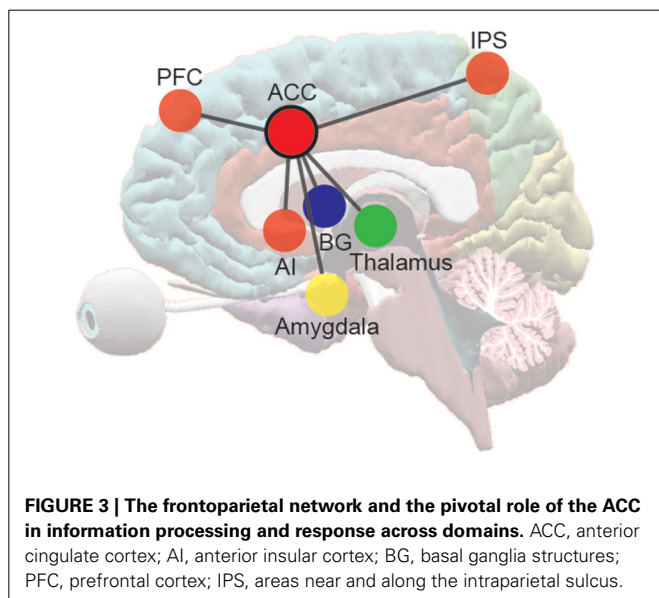 IPS
PFC
ACC
BG
AI
Thalamus
Amygdala
FIGURE 3 | The frontoparietal network and the pivotal role of the ACC
in information processing and response across domains. ACC, anterior
cingulate cortex; AI, anterior insular cortex; BG, basal ganglia structures;
PFC, prefrontal cortex; IPS, areas near and along the intraparietal sulcus.